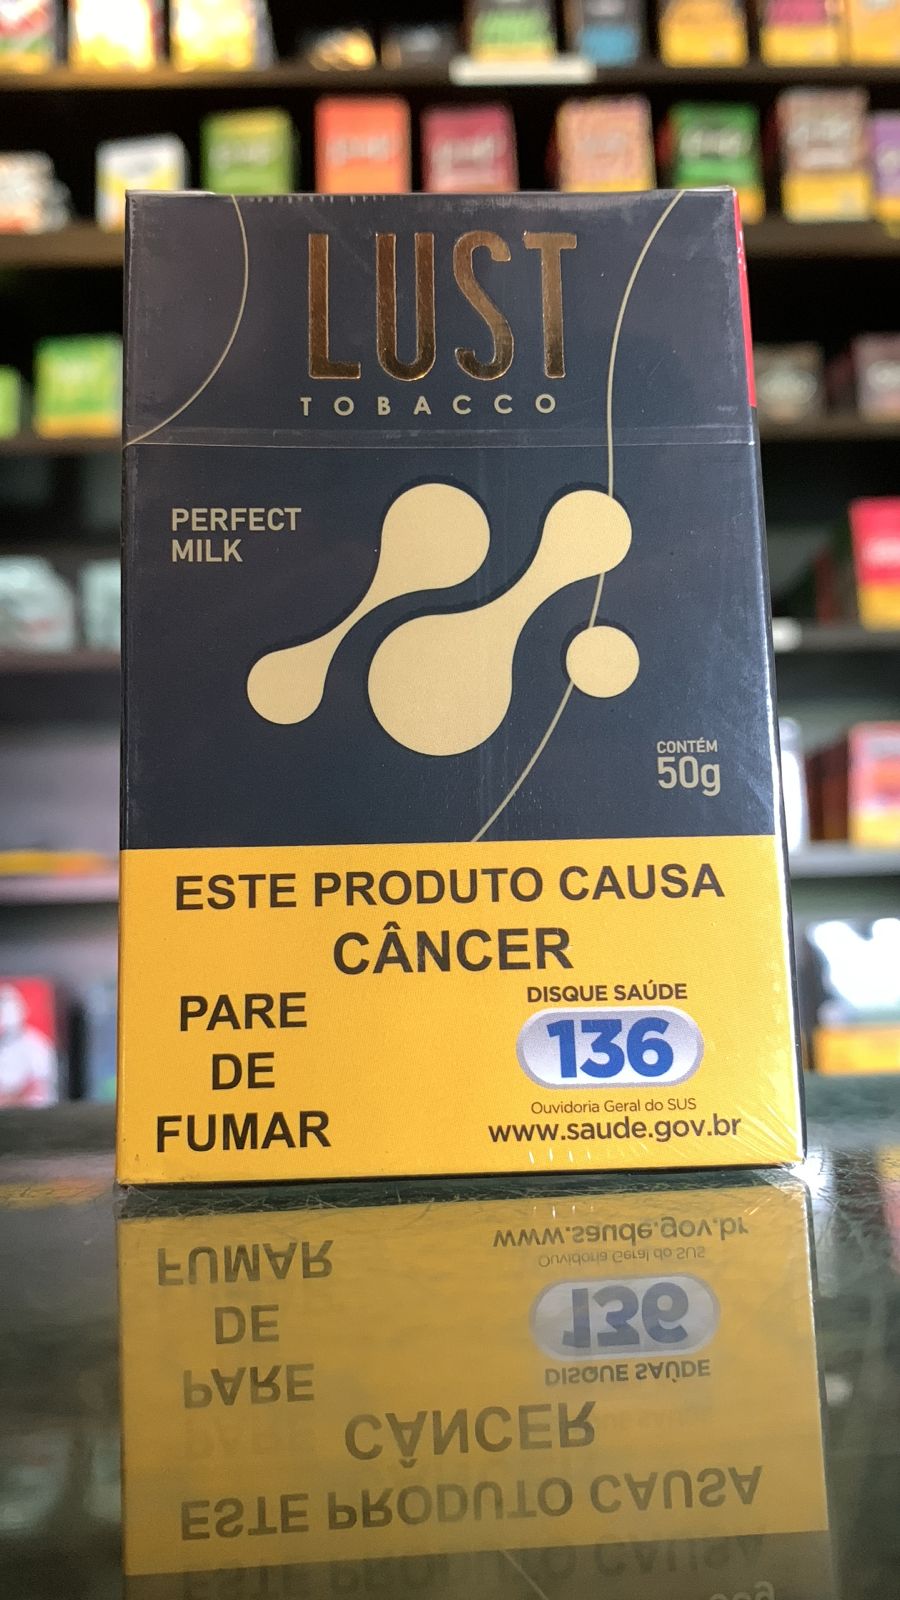 LUST
TOBACCO
PERFECT
MILK
CONTÉM
50g
ESTE PRODUTO CAUSA
CÂNCER
PARE
DE
FUMAR
DISQUE SAÚDE
136
Ouvidoria Geral do SUS
www.saude.gov.br